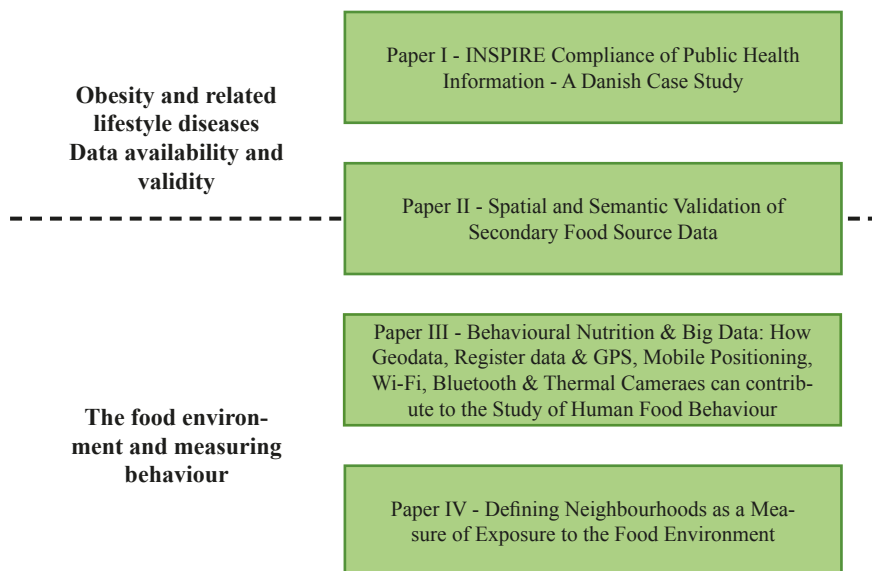 Obesity and related
lifestyle diseases
Data availability and
validity
Paper I - INSPIRE Compliance of Public Health
Information - A Danish Case Study
Paper II - Spatial and Semantic Validation of
Secondary Food Source Data
The food environ-
ment and measuring
behaviour
Paper III - Behavioural Nutrition & Big Data: How
Geodata, Register data & GPS, Mobile Positioning,
Wi-Fi, Bluetooth & Thermal Cameraes can contrib-
ute to the Study of Human Food Behaviour
Paper IV - Defining Neighbourhoods as a Mea-
sure of Exposure to the Food Environment